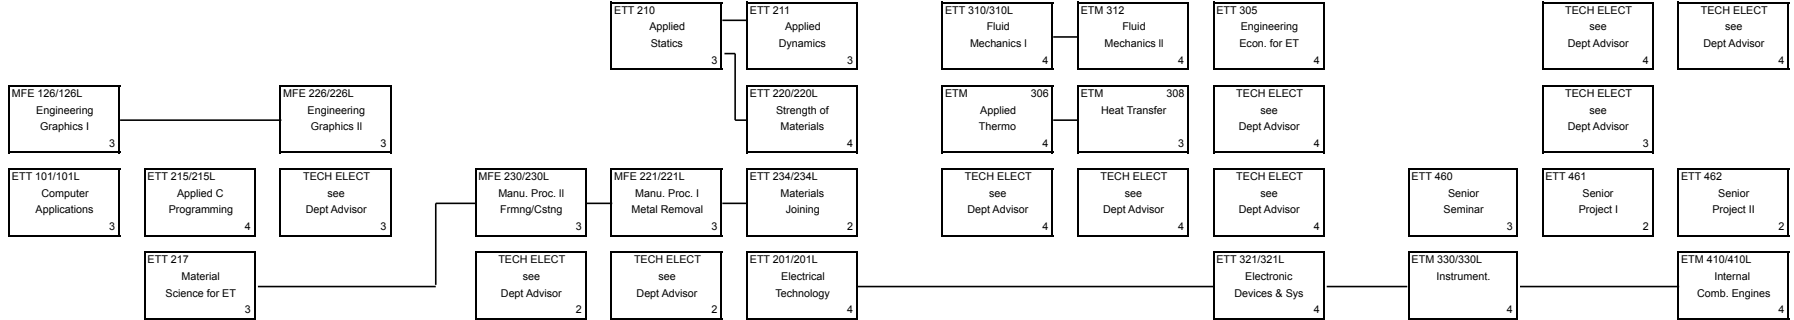 ETT 210
Applied
Statics
3
ETT 211
Applied
Dynamics
3
ETT 310/310L
Fluid
Mechanics I
4
ETM 312
Fluid
Mechanics II
4
ETT 305
Engineering
Econ. for ET
4
TECH ELECT
see
Dept Advisor
4
TECH ELECT
see
Dept Advisor
4
MFE 126/126L
Engineering
Graphics I
3
MFE 226/226L
Engineering
Graphics II
3
ETT 220/220L
Strength of
Materials
4
ETM 306
Applied
Thermo
4
ETM 308
Heat Transfer
3
TECH ELECT
see
Dept Advisor
4
TECH ELECT
see
Dept Advisor
3
ETT 101/101L
Computer
Applications
3
ETT 215/215L
Applied C
Programming
4
TECH ELECT
see
Dept Advisor
3
MFE 230/230L
Manu. Proc. II
Frmng/Cstng
3
MFE 221/221L
Manu. Proc. I
Metal Removal
3
ETT 234/234L
Materials
Joining
2
TECH ELECT
see
Dept Advisor
4
TECH ELECT
see
Dept Advisor
4
TECH ELECT
see
Dept Advisor
4
ETT 460
Senior
Seminar
3
ETT 461
Senior
Project I
2
ETT 462
Senior
Project II
2
ETT 217
Material
Science for ET
3
TECH ELECT
see
Dept Advisor
2
TECH ELECT
see
Dept Advisor
2
ETT 201/201L
Electrical
Technology
4
ETT 321/321L
Electronic
Devices & Sys
4
ETM 330/330L
Instrument.
4
ETM 410/410L
Internal
Comb. Engines
4